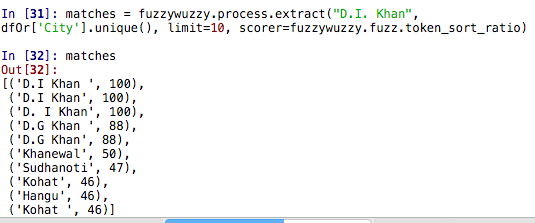 In [31]: matches = fuzzywuzzy.process.extract("D.I. Khan",
dfOr['City'].unique(), limit=10, scorer=fuzzywuzzy.fuzz.token_sort_ratio)
In [32]: matches
Out[32]:
[('D.I Khan ', 100),
('D.I Khan', 100),
('D. I Khan', 100),
('D.G Khan ', 88),
('D.G Khan', 88),
('Khanewal', 50),
('Sudhanoti', 47),
('Kohat', 46),
('Hangu', 46),
('Kohat ', 46)]